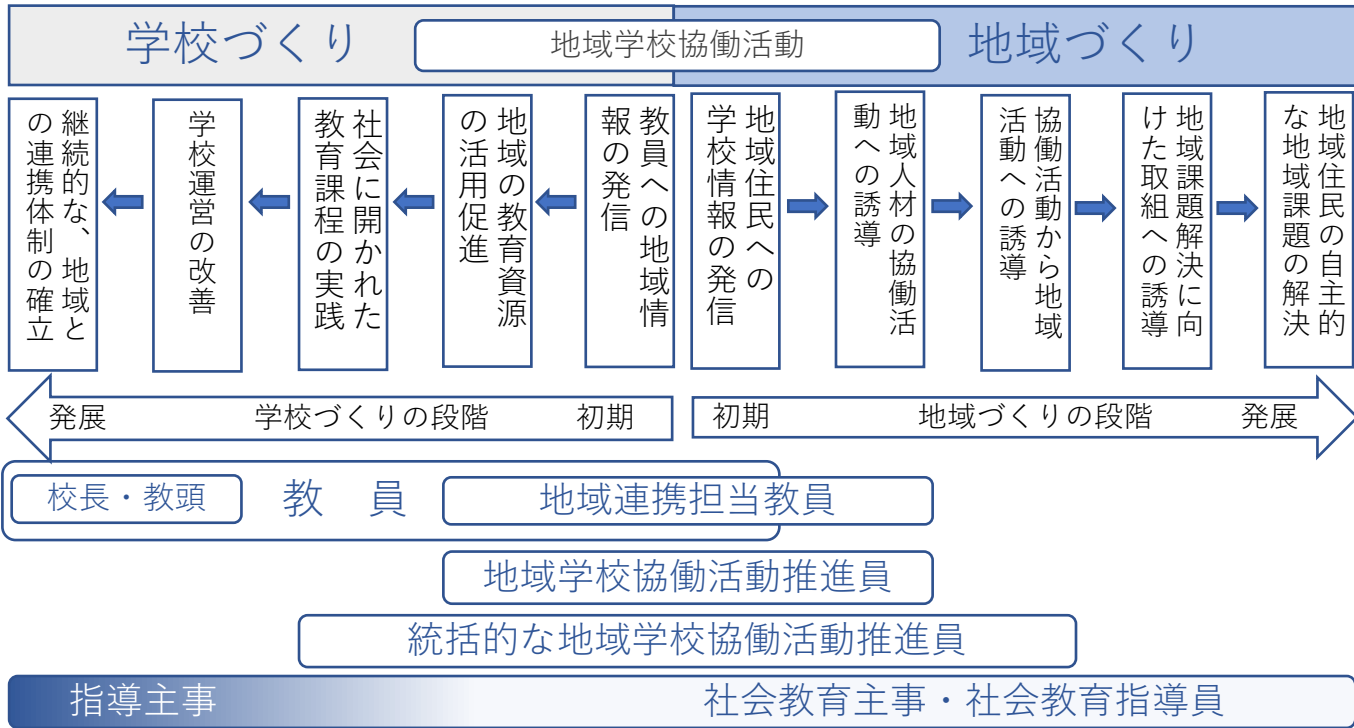 学校づくり
地域学校協働活動
地域づくり
継続的な、地域と
の連携体制の確立
学校運営の改善
社会に開かれた
教育課程の実践
地域の教育資源
の活用促進
教員への地域情
報の発信
地域住民への
学校情報の発信
地域人材の協働活
動への誘導
協働活動から地域
活動への誘導
地域課題解決に向
けた取組への誘導
地域住民の自主的
な地域課題の解決
発展 学校づくりの段階 初期
初期 地域づくりの段階 発展
校長・教頭
教 員
地域連携担当教員
地域学校協働活動推進員
統括的な地域学校協働活動推進員
指導主事
社会教育主事・社会教育指導員